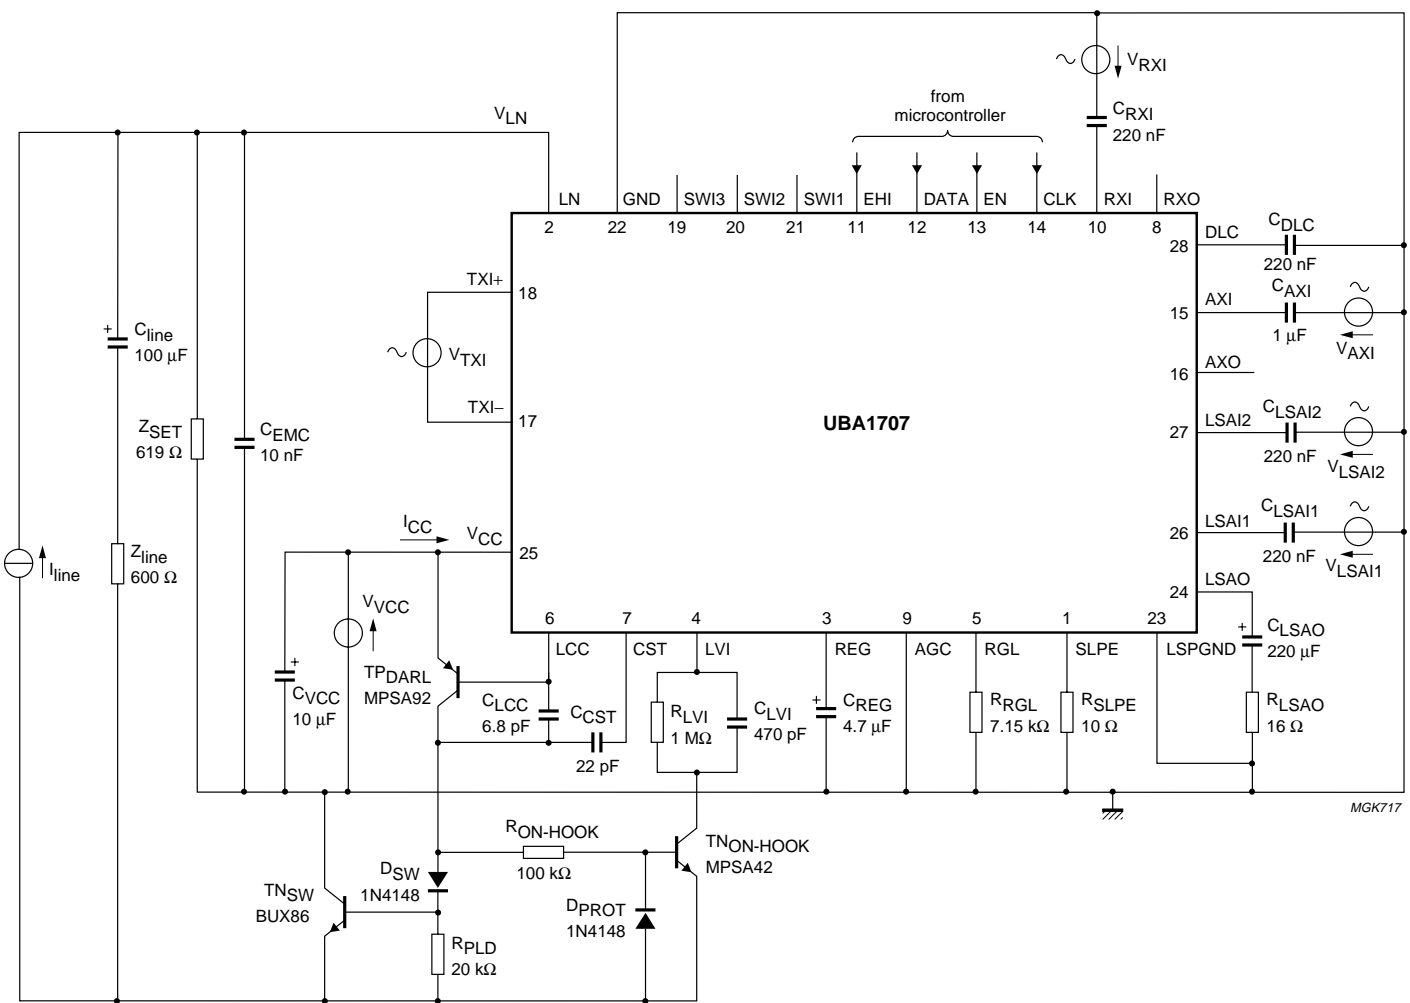 V_RXI
from
microcontroller
C_RXI
220 nF
V_LN
LN
GND
SWI3
SWI2
SWI1
EHI
DATA
EN
CLK
RXI
RXO
2
22
19
20
21
11
12
13
14
10
8
DLC
28
C_DLC
220 nF
TXI+
18
AXI
15
C_AXI
1 μF
V_AXI
V_TXI
C_line
100 μF
AXO
16
TXI−
17
UBA1707
Z_SET
619 Ω
C_EMC
10 nF
LSAI2
27
C_LSAI2
220 nF
V_LSAI2
I_CC
V_CC
25
LSAI1
26
C_LSAI1
220 nF
V_LSAI1
I_line
Z_line
600 Ω
LSAO
24
V_VCC
6
7
4
3
9
5
1
23
LCC
CST
LVI
REG
AGC
RGL
SLPE
LSPGND
C_LSAO
220 μF
TP_DARL
MPSA92
C_VCC
10 μF
C_LCC
6.8 pF
C_CST
22 pF
R_LVI
1 MΩ
C_LVI
470 pF
C_REG
4.7 μF
R_RGL
7.15 kΩ
R_SLPE
10 Ω
R_LSAO
16 Ω
MGK717
R_ON-HOOK
100 kΩ
TN_ON-HOOK
MPSA42
D_SW
1N4148
TN_SW
BUX86
D_PROT
1N4148
R_PLD
20 kΩ